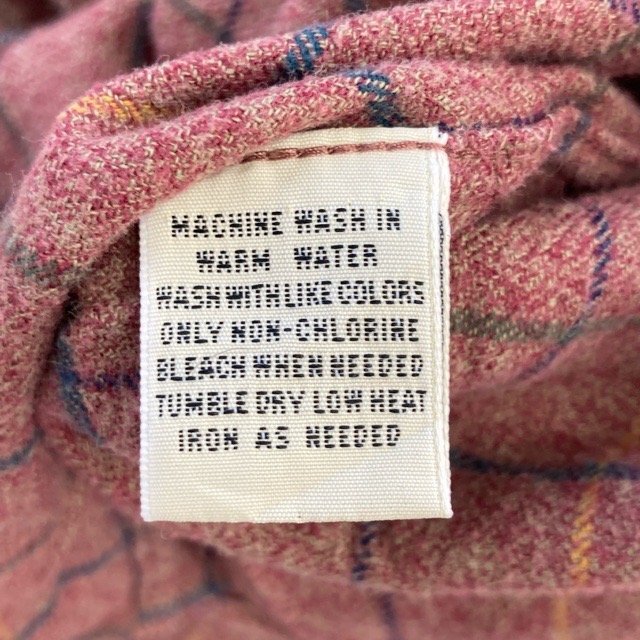 MACHINE WASH IN
WARM WATER
WASH WITH LIKE COLORS
ONLY NON-CHLORINE
BLEACH WHEN NEEDED
TUMBLE DRY LOW HEAT
IRON AS NEEDED